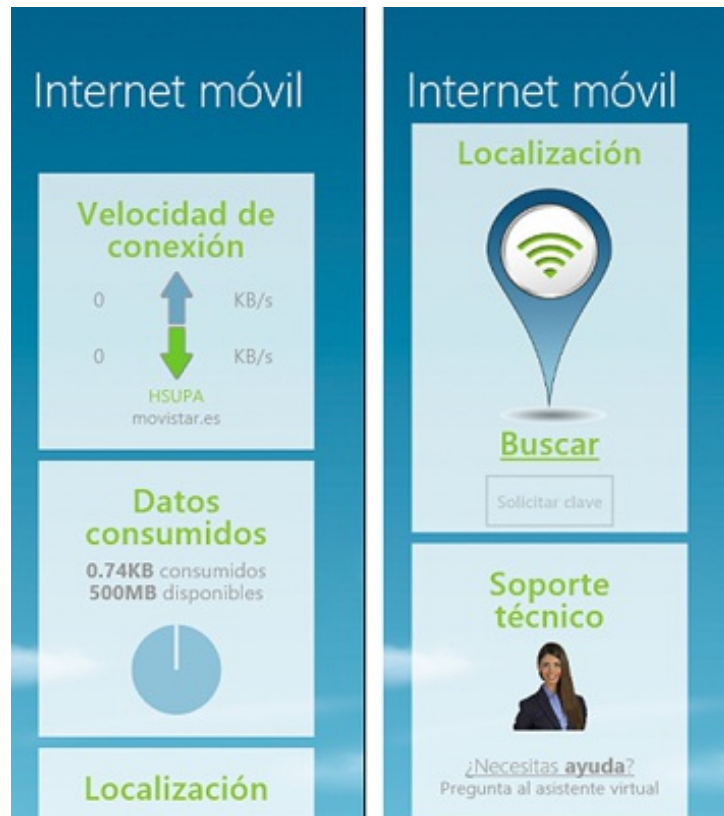 Internet móvil
Velocidad de
conexión
0 KB/s
0 KB/s
HSUPA
movistar.es
Datos
consumidos
0.74KB consumidos
500MB disponibles
Localización
Internet móvil
Localización
Buscar
Solicitar clave
Soporte
técnico
¿Necesitas ayuda?
Pregunta al asistente virtual